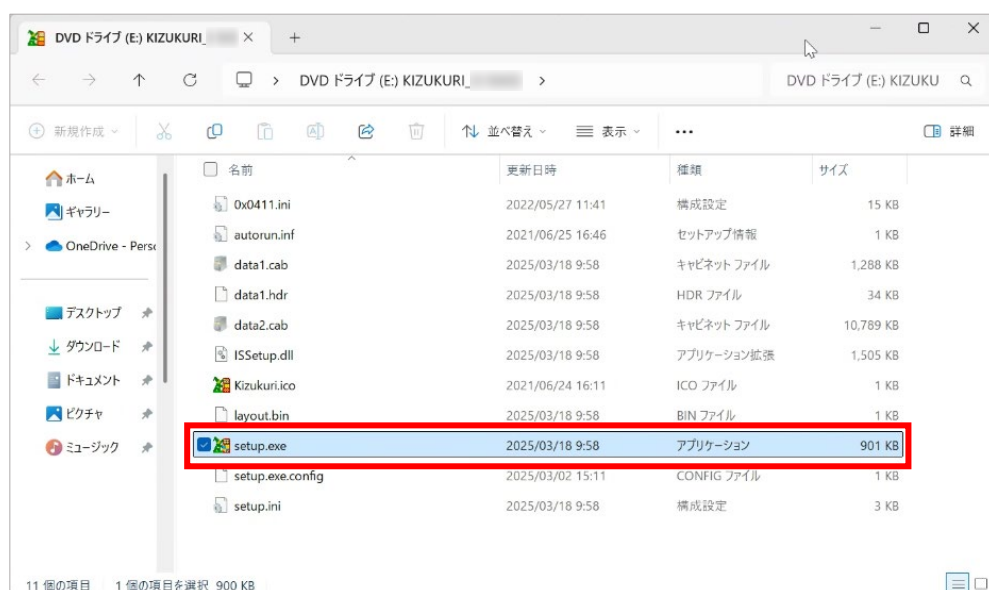 DVD ドライブ (E:) KIZUKURI_
DVD ドライブ (E:) KIZUKURI_
DVD ドライブ (E:) KIZUKU
新規作成
並べ替え
表示
詳細
名前 更新日時 種類 サイズ
ホーム
ギャラリー
OneDrive - Perso
デスクトップ
ダウンロード
ドキュメント
ピクチャ
ミュージック
0x0411.ini 2022/05/27 11:41 構成設定 15 KB
autorun.inf 2021/06/25 16:46 セットアップ情報 1 KB
data1.cab 2025/03/18 9:58 キャビネット ファイル 1,288 KB
data1.hdr 2025/03/18 9:58 HDR ファイル 34 KB
data2.cab 2025/03/18 9:58 キャビネット ファイル 10,789 KB
ISSetup.dll 2025/03/18 9:58 アプリケーション拡張 1,505 KB
Kizukuri.ico 2021/06/24 16:11 ICO ファイル 1 KB
layout.bin 2025/03/18 9:58 BIN ファイル 1 KB
setup.exe 2025/03/18 9:58 アプリケーション 901 KB
setup.exe.config 2025/03/02 15:11 CONFIG ファイル 1 KB
setup.ini 2025/03/18 9:58 構成設定 3 KB
11 個の項目 1 個の項目を選択 900 KB